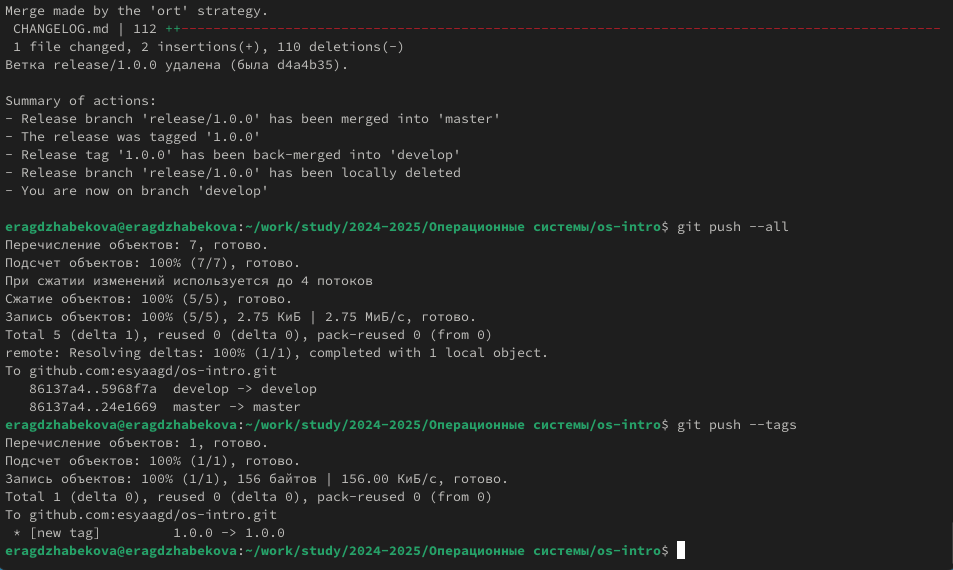 Merge made by the 'ort' strategy.
 CHANGELOG.md | 112 ++-----------------------------------------------------------------------------------------------
 1 file changed, 2 insertions(+), 110 deletions(-)
Ветка release/1.0.0 удалена (была d4a4b35).

Summary of actions:
- Release branch 'release/1.0.0' has been merged into 'master'
- The release was tagged '1.0.0'
- Release tag '1.0.0' has been back-merged into 'develop'
- Release branch 'release/1.0.0' has been locally deleted
- You are now on branch 'develop'

eragdzhabekova@eragdzhabekova:~/work/study/2024-2025/Операционные системы/os-intro$ git push --all
Перечисление объектов: 7, готово.
Подсчет объектов: 100% (7/7), готово.
При сжатии изменений используется до 4 потоков
Сжатие объектов: 100% (5/5), готово.
Запись объектов: 100% (5/5), 2.75 КиБ | 2.75 МиБ/с, готово.
Total 5 (delta 1), reused 0 (delta 0), pack-reused 0 (from 0)
remote: Resolving deltas: 100% (1/1), completed with 1 local object.
To github.com:esyaagd/os-intro.git
   86137a4..5968f7a  develop -> develop
   86137a4..24e1669  master -> master
eragdzhabekova@eragdzhabekova:~/work/study/2024-2025/Операционные системы/os-intro$ git push --tags
Перечисление объектов: 1, готово.
Подсчет объектов: 100% (1/1), готово.
Запись объектов: 100% (1/1), 156 байтов | 156.00 КиБ/с, готово.
Total 1 (delta 0), reused 0 (delta 0), pack-reused 0 (from 0)
To github.com:esyaagd/os-intro.git
 * [new tag]         1.0.0 -> 1.0.0
eragdzhabekova@eragdzhabekova:~/work/study/2024-2025/Операционные системы/os-intro$